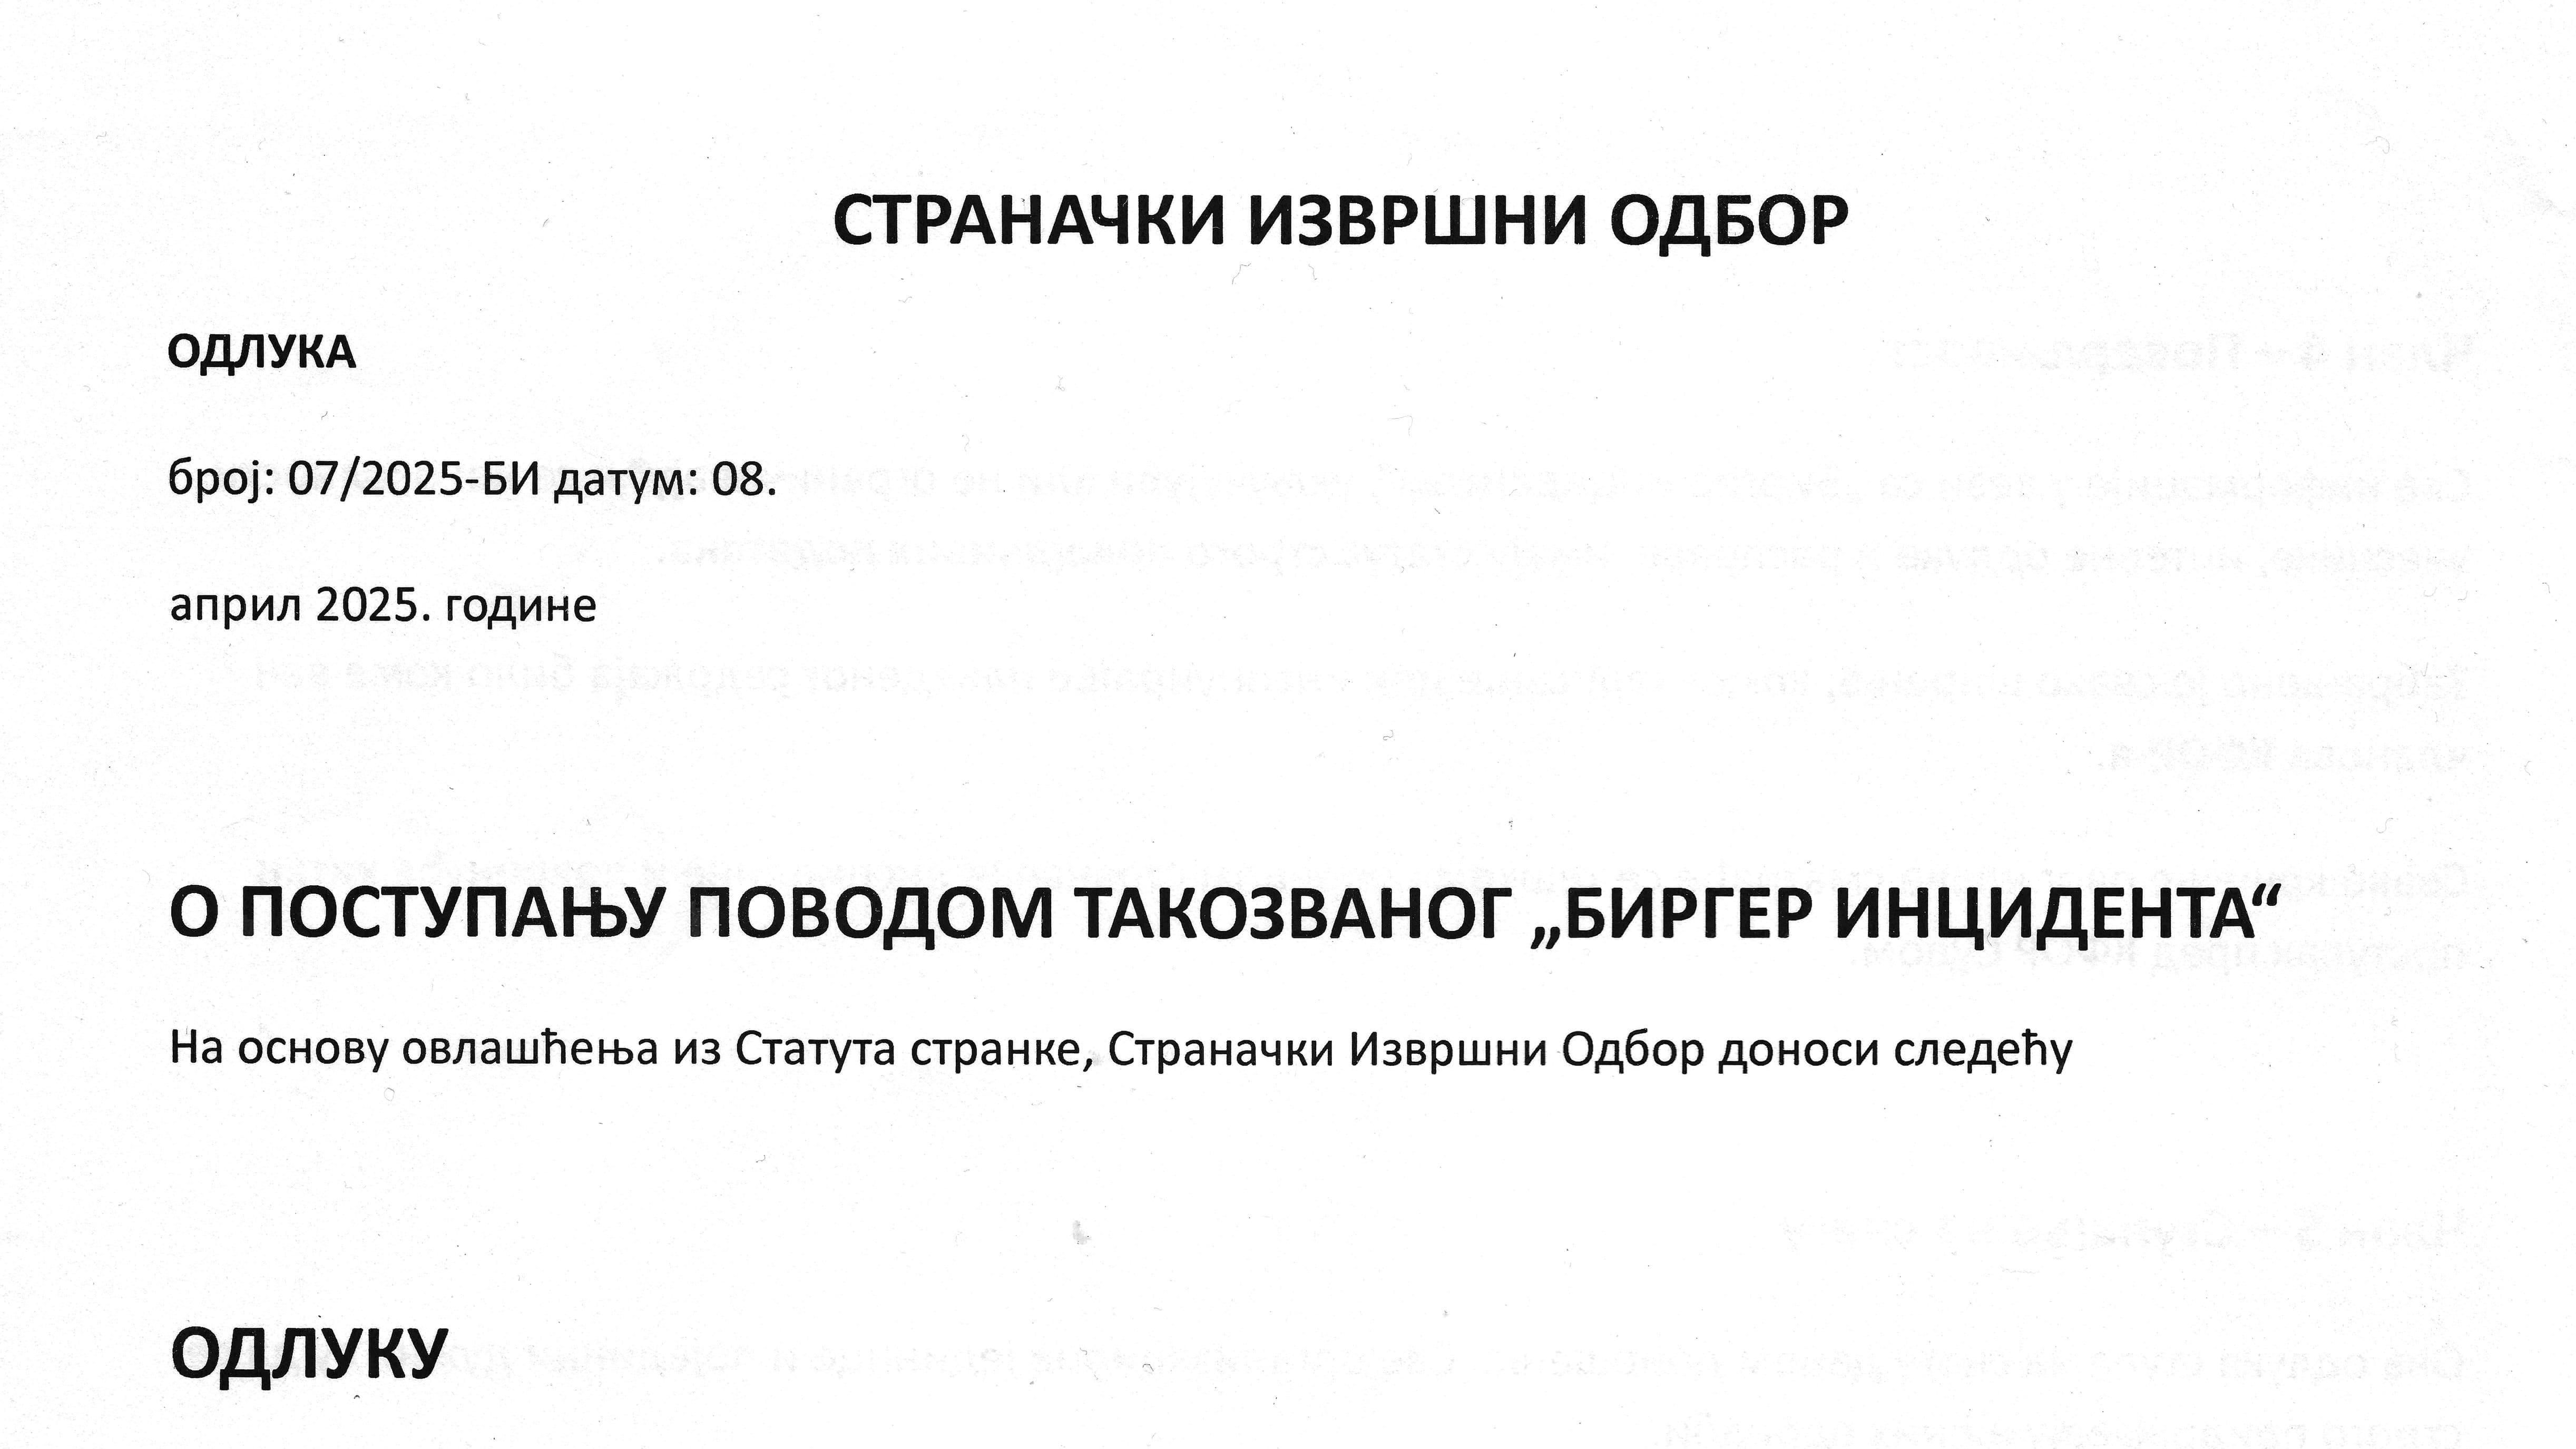 СТРАНАЧКИ ИЗВРШНИ ОДБОР
ОДЛУКА
број: 07/2025-БИ датум: 08.
април 2025. године
О ПОСТУПАЊУ ПОВОДОМ ТАКОЗВАНОГ „БИРГЕР ИНЦИДЕНТА“
На основу овлашћења из Статута странке, Страначки Извршни Одбор доноси следећу
ОДЛУКУ